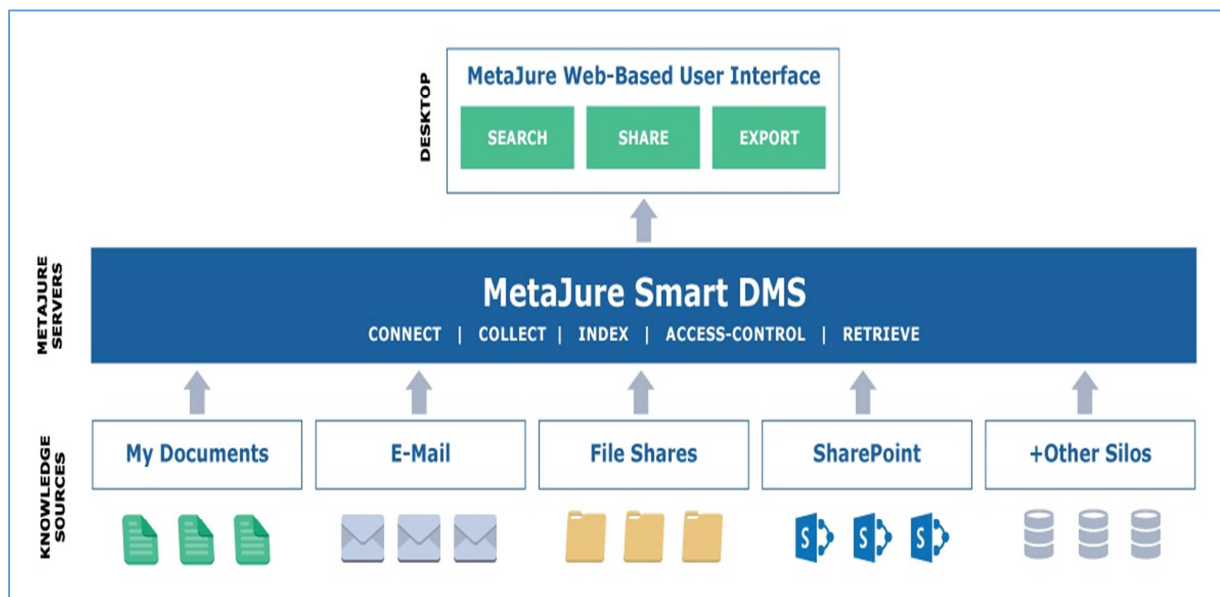 DESKTOP
MetaJure Web-Based User Interface
SEARCH SHARE EXPORT
METAJURE
SERVERS
MetaJure Smart DMS
CONNECT | COLLECT | INDEX | ACCESS-CONTROL | RETRIEVE
KNOWLEDGE
SOURCES
My Documents E-Mail File Shares SharePoint +Other Silos
S S S